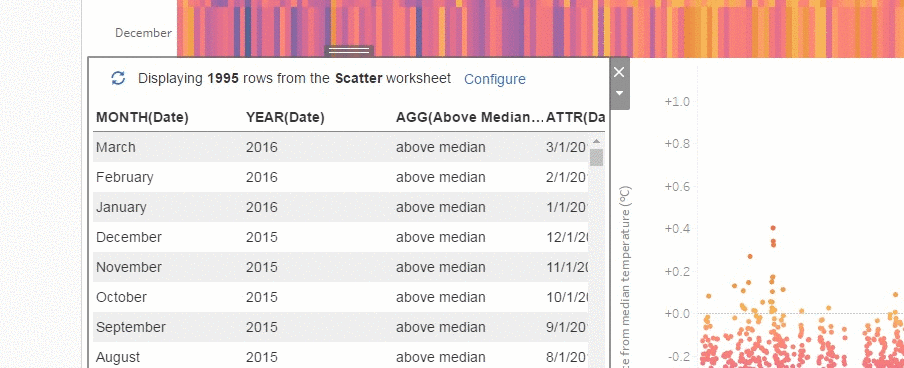 December
Displaying 1995 rows from the Scatter worksheet Configure
MONTH(Date) YEAR(Date) AGG(Above Median... ATTR(Da
March 2016 above median 3/1/20
February 2016 above median 2/1/20
January 2016 above median 1/1/20
December 2015 above median 12/1/2
November 2015 above median 11/1/2
October 2015 above median 10/1/2
September 2015 above median 9/1/20
August 2015 above median 8/1/20
+1.0
+0.8
+0.6
+0.4
+0.2
+0.0
-0.2
from median temperature (°C)